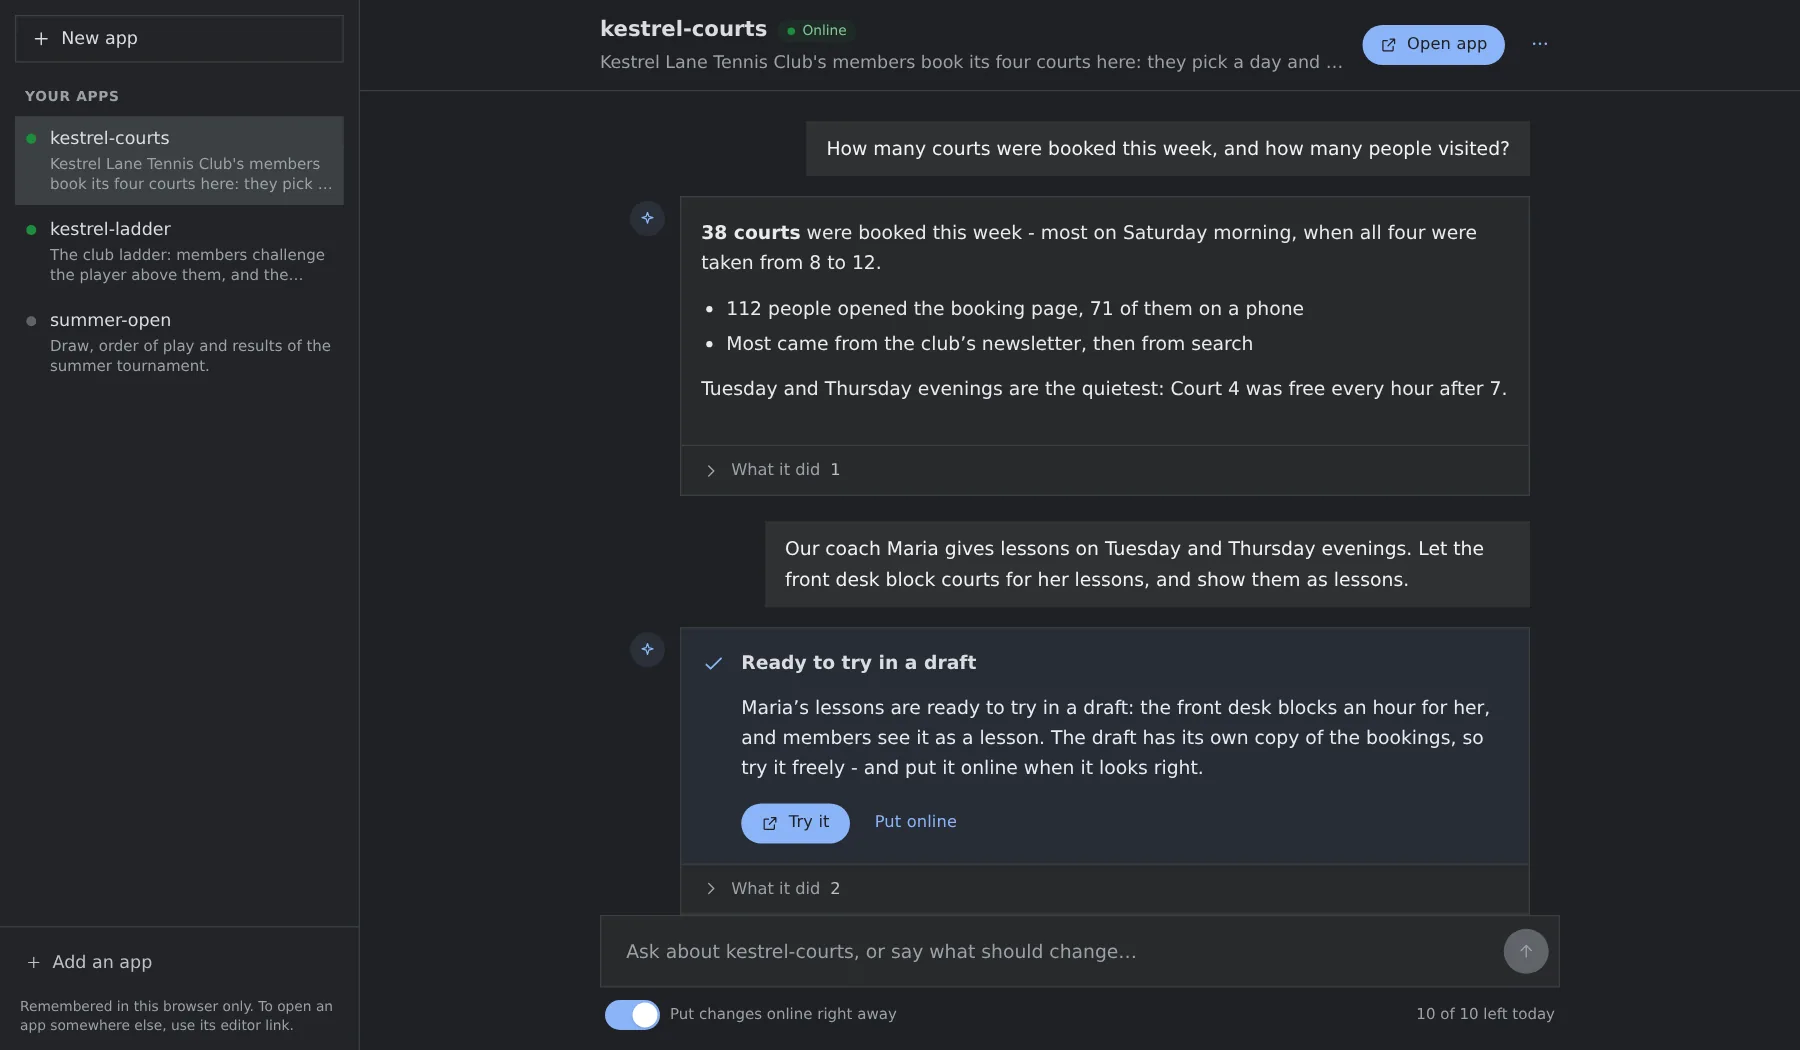 New app
YOUR APPS
kestrel-courts
Kestrel Lane Tennis Club's members
book its four courts here: they pick ...
kestrel-ladder
The club ladder: members challenge
the player above them, and the...
summer-open
Draw, order of play and results of the
summer tournament.
Add an app
Remembered in this browser only. To open an
app somewhere else, use its editor link.
kestrel-courts
Online
Kestrel Lane Tennis Club's members book its four courts here: they pick a day and ...
Open app
How many courts were booked this week, and how many people visited?
38 courts were booked this week - most on Saturday morning, when all four were
taken from 8 to 12.
• 112 people opened the booking page, 71 of them on a phone
• Most came from the club’s newsletter, then from search
Tuesday and Thursday evenings are the quietest: Court 4 was free every hour after 7.
What it did 1
Our coach Maria gives lessons on Tuesday and Thursday evenings. Let the
front desk block courts for her lessons, and show them as lessons.
Ready to try in a draft
Maria’s lessons are ready to try in a draft: the front desk blocks an hour for her,
and members see it as a lesson. The draft has its own copy of the bookings, so
try it freely - and put it online when it looks right.
Try it
Put online
What it did 2
Ask about kestrel-courts, or say what should change...
Put changes online right away
10 of 10 left today